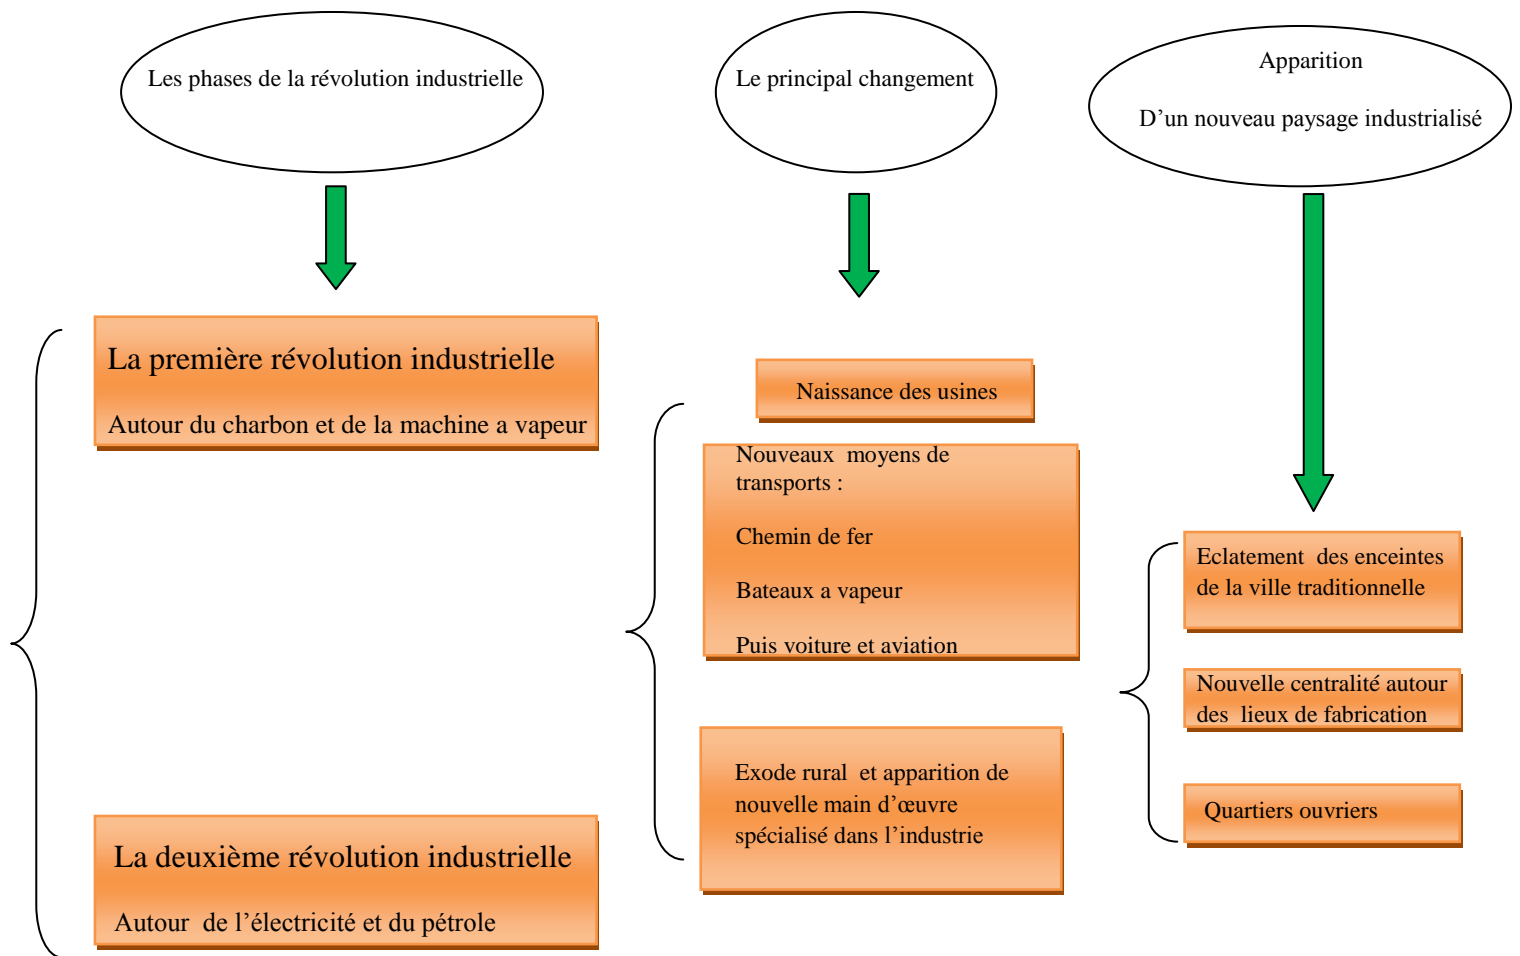 Les phases de la révolution industrielle
Le principal changement
Apparition
D’un nouveau paysage industrialisé
La première révolution industrielle
Autour du charbon et de la machine a vapeur
La deuxième révolution industrielle
Autour de l’électricité et du pétrole
Naissance des usines
Nouveaux moyens de
transports :
Chemin de fer
Bateaux a vapeur
Puis voiture et aviation
Exode rural et apparition de
nouvelle main d’œuvre
spécialisé dans l’industrie
Eclatement des enceintes
de la ville traditionnelle
Nouvelle centralité autour
des lieux de fabrication
Quartiers ouvriers